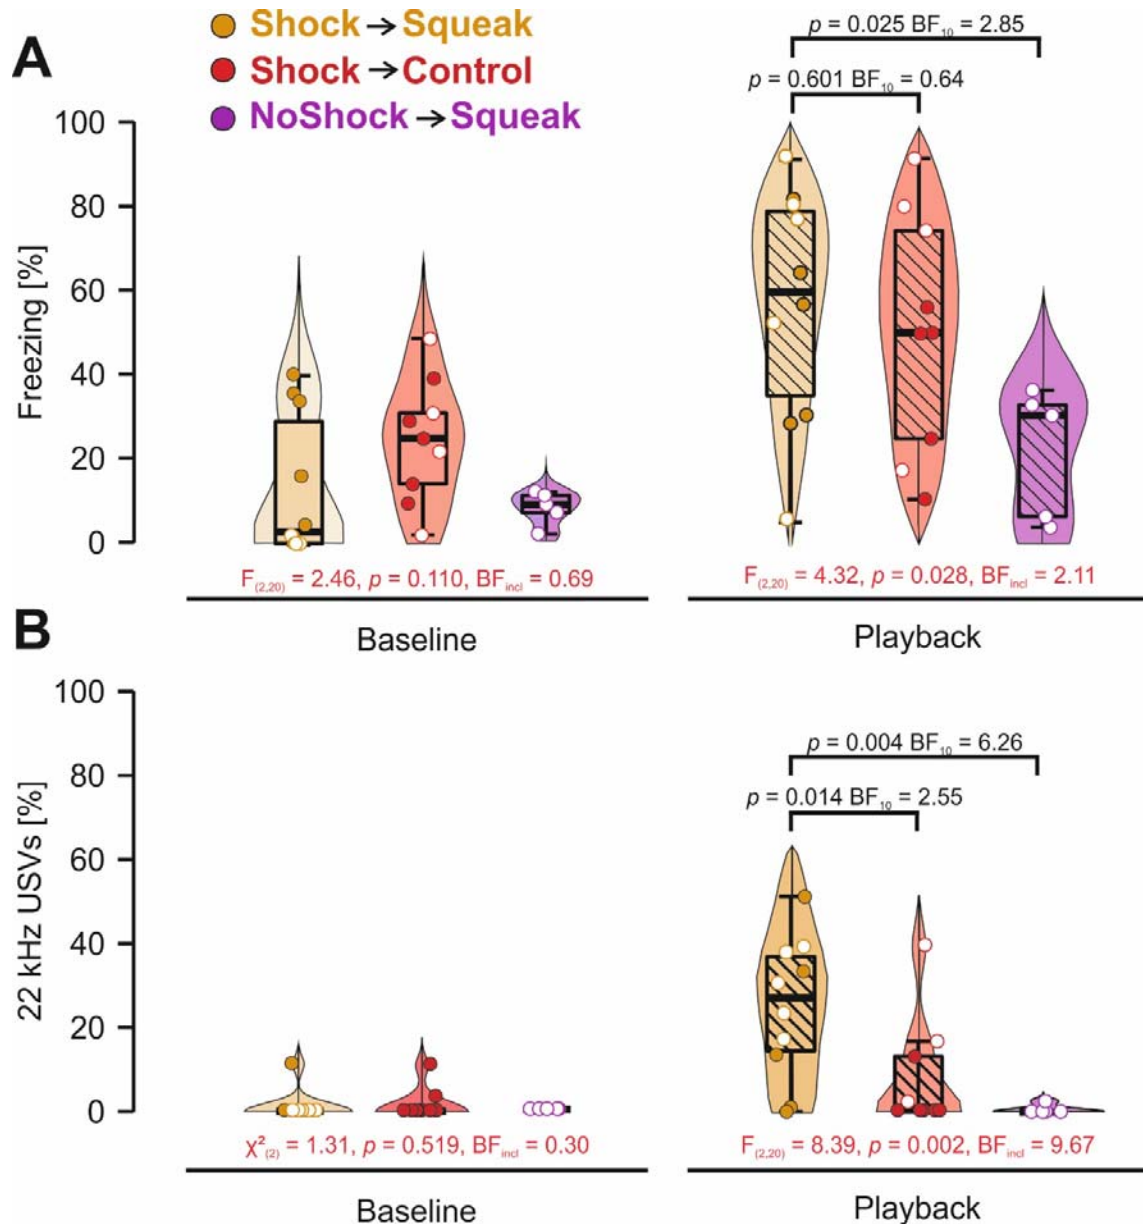 A
Shock → Squeak
Shock → Control
NoShock → Squeak
p = 0.025 BF₁₀ = 2.85
p = 0.601 BF₁₀ = 0.64
Freezing [%]
100
80
60
40
20
0
F(2,20) = 2.46, p = 0.110, BFincl = 0.69
F(2,20) = 4.32, p = 0.028, BFincl = 2.11
Baseline
Playback
B
22 kHz USVs [%]
100
80
60
40
20
0
p = 0.004 BF₁₀ = 6.26
p = 0.014 BF₁₀ = 2.55
χ²(2) = 1.31, p = 0.519, BFincl = 0.30
F(2,20) = 8.39, p = 0.002, BFincl = 9.67
Baseline
Playback